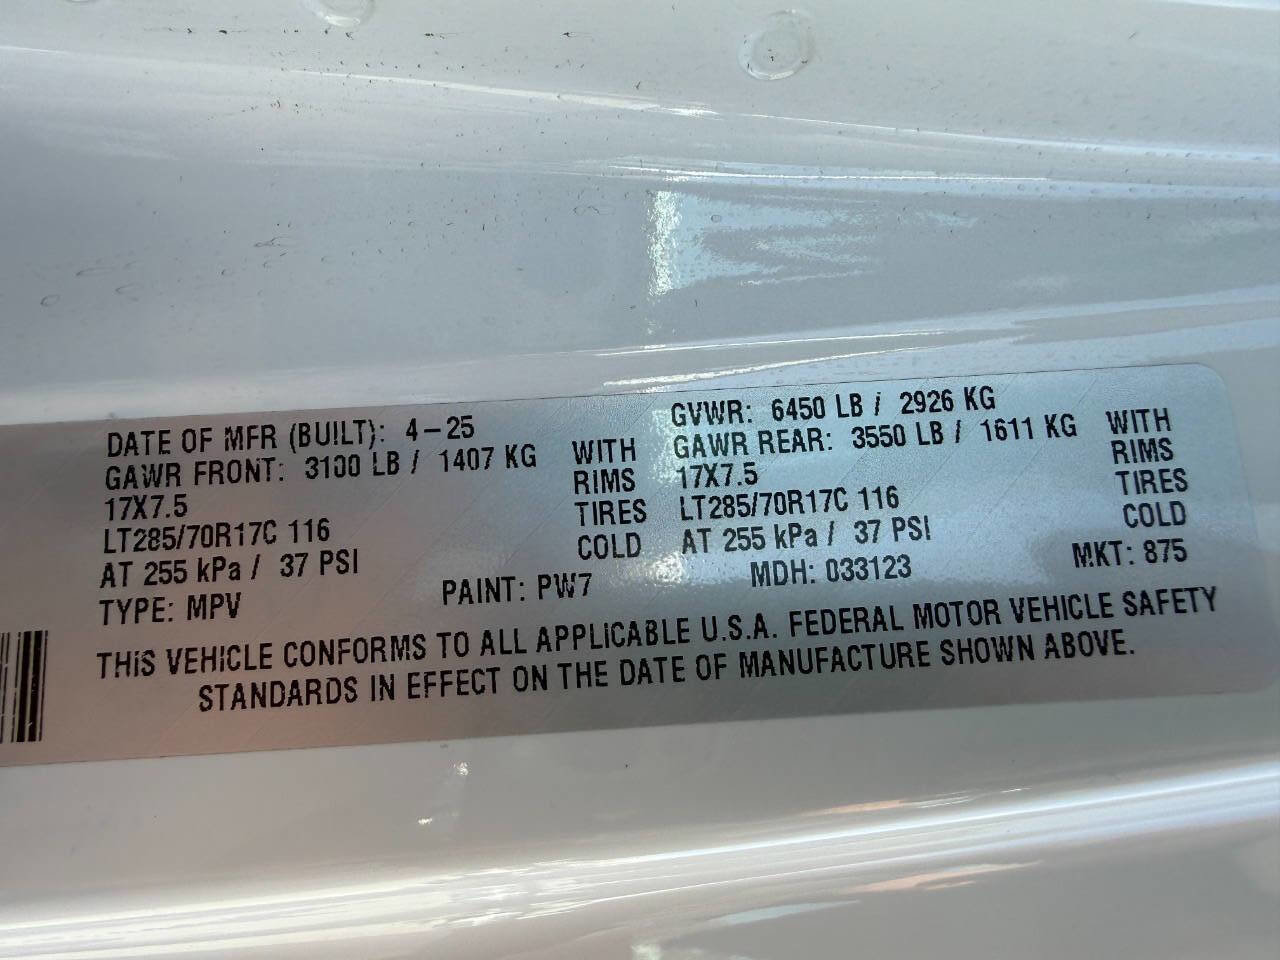 DATE OF MFR (BUILT): 4-25 GVWR: 6450 LB / 2926 KG
GAWR FRONT: 3100 LB / 1407 KG WITH GAWR REAR: 3550 LB / 1611 KG WITH
17X7.5 RIMS 17X7.5 RIMS
LT285/70R17C 116 TIRES LT285/70R17C 116 TIRES
AT 255 kPa / 37 PSI COLD AT 255 kPa / 37 PSI COLD
TYPE: MPV PAINT: PW7 MDH: 033123 MKT: 875
THIS VEHICLE CONFORMS TO ALL APPLICABLE U.S.A. FEDERAL MOTOR VEHICLE SAFETY
STANDARDS IN EFFECT ON THE DATE OF MANUFACTURE SHOWN ABOVE.